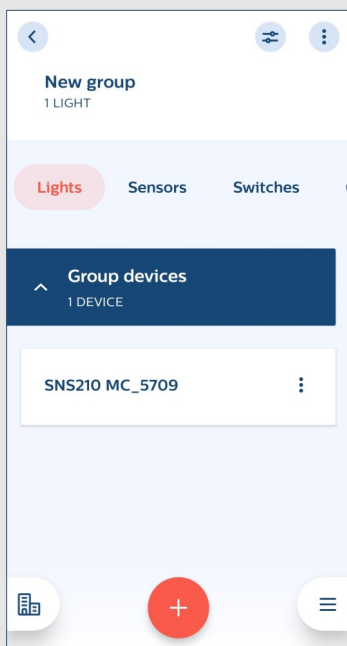 New group
1 LIGHT
Lights Sensors Switches
Group devices
1 DEVICE
SNS210 MC_5709